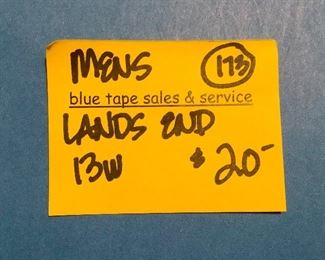 MENS 173
blue tape sales & service
LANDS END
13W $20-